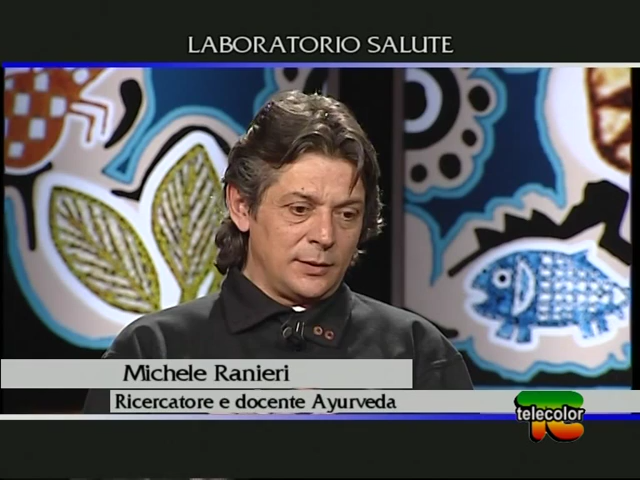 LABORATORIO SALUTE
Michele Ranieri
Ricercatore e docente Ayurveda
telecolor